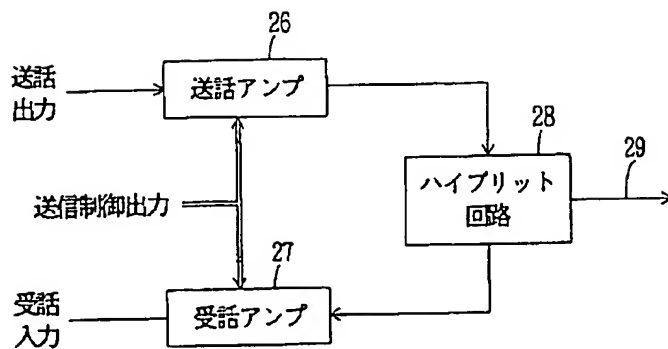 26
送話
出力
送話アンプ
28
29
ハイブリット
回路
送信制御出力
27
受話
入力
受話アンプ